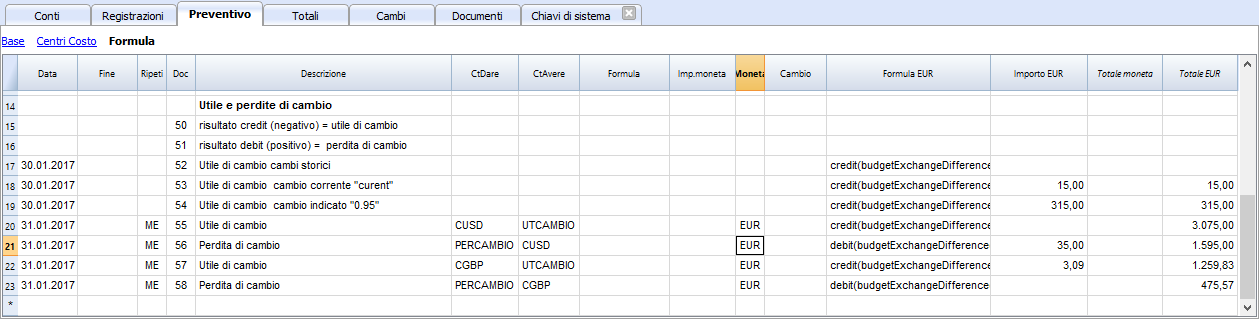 Conti Registrazioni Preventivo Totali Cambi Documenti Chiavi di sistema
Base Centri Costo Formula
Data Fine Ripeti Doc Descrizione CtDare CtAvere Formula Imp.moneta Moneta Cambio Formula EUR Importo EUR Totale moneta Totale EUR
14 Utile e perdite di cambio
15 50 risultato credit (negativo) = utile di cambio
16 51 risultato debit (positivo) = perdita di cambio
17 30.01.2017 52 Utile di cambio cambi storici credit(budgetExchangeDifference
18 30.01.2017 53 Utile di cambio cambio corrente "curent" credit(budgetExchangeDifference 15,00 15,00
19 30.01.2017 54 Utile di cambio cambio indicato "0.95" credit(budgetExchangeDifference 315,00 315,00
20 31.01.2017 ME 55 Utile di cambio CUSD UTCAMBIO EUR credit(budgetExchangeDifference 3.075,00
21 31.01.2017 ME 56 Perdita di cambio PERCAMBIO CUSD EUR debit(budgetExchangeDifference 35,00 1.595,00
22 31.01.2017 ME 57 Utile di cambio CGBP UTCAMBIO EUR credit(budgetExchangeDifference 3,09 1.259,83
23 31.01.2017 ME 58 Perdita di cambio PERCAMBIO CGBP EUR debit(budgetExchangeDifference 475,57
*